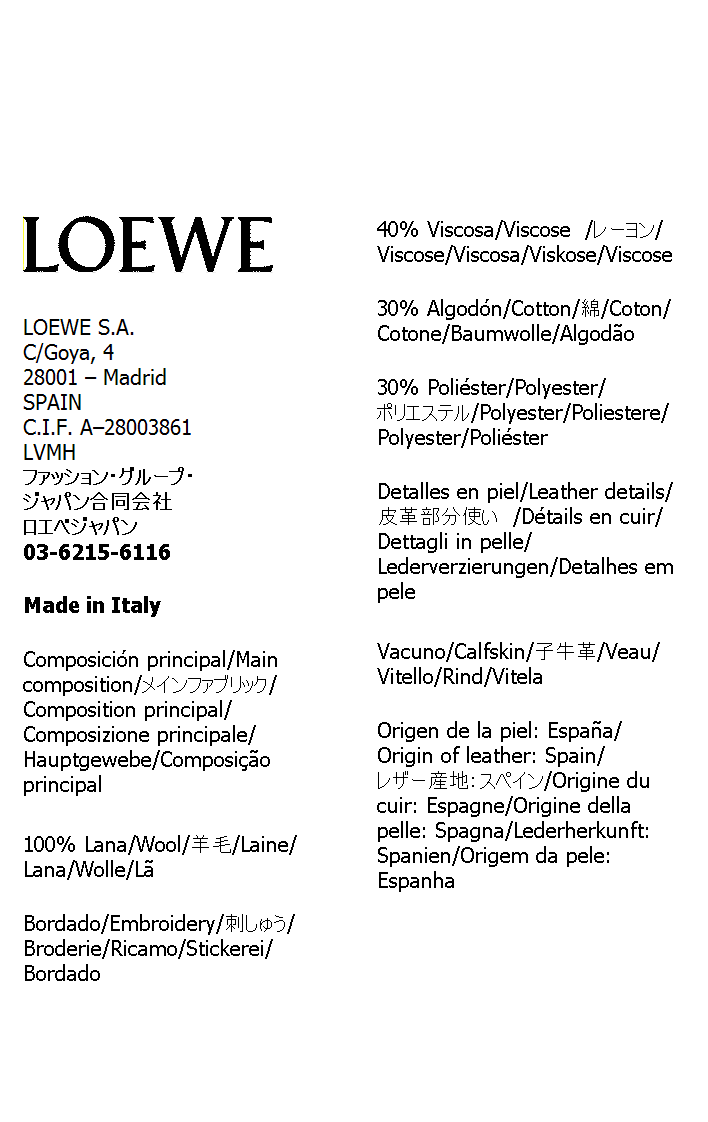 LOEWE
LOEWE S.A.
C/Goya, 4
28001 – Madrid
SPAIN
C.I.F. A–28003861
LVMH
ファッション・グループ・
ジャパン合同会社
ロエベジャパン
03-6215-6116
Made in Italy
Composición principal/Main
composition/メインファブリック/
Composition principal/
Composizione principale/
Hauptgewebe/Composição
principal
100% Lana/Wool/羊毛/Laine/
Lana/Wolle/Lã
Bordado/Embroidery/刺しゅう/
Broderie/Ricamo/Stickerei/
Bordado
40% Viscosa/Viscose /レーヨン/
Viscose/Viscosa/Viskose/Viscose
30% Algodón/Cotton/綿/Coton/
Cotone/Baumwolle/Algodão
30% Poliéster/Polyester/
ポリエステル/Polyester/Poliestere/
Polyester/Poliéster
Detalles en piel/Leather details/
皮革部分使い /Détails en cuir/
Dettagli in pelle/
Lederverzierungen/Detalhes em
pele
Vacuno/Calfskin/子牛革/Veau/
Vitello/Rind/Vitela
Origen de la piel: España/
Origin of leather: Spain/
レザー産地：スペイン/Origine du
cuir: Espagne/Origine della
pelle: Spagna/Lederherkunft:
Spanien/Origem da pele:
Espanha